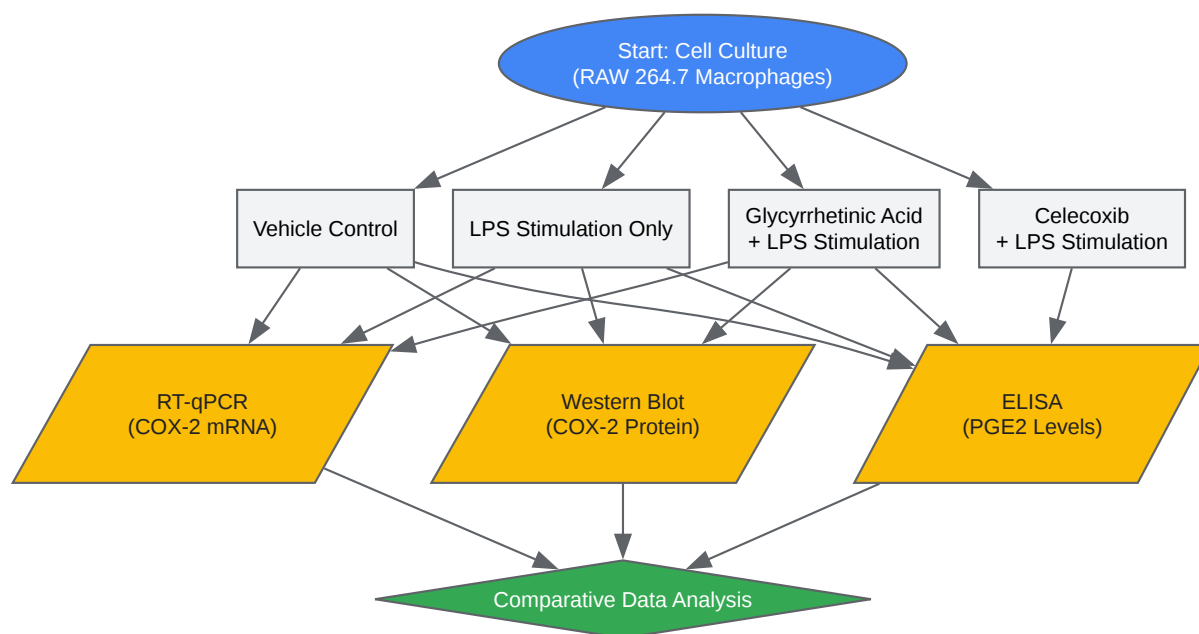 Start: Cell Culture
(RAW 264.7 Macrophages)
Vehicle Control
LPS Stimulation Only
Glycyrrhetinic Acid
+ LPS Stimulation
Celecoxib
+ LPS Stimulation
RT-qPCR
(COX-2 mRNA)
Western Blot
(COX-2 Protein)
ELISA
(PGE2 Levels)
Comparative Data Analysis